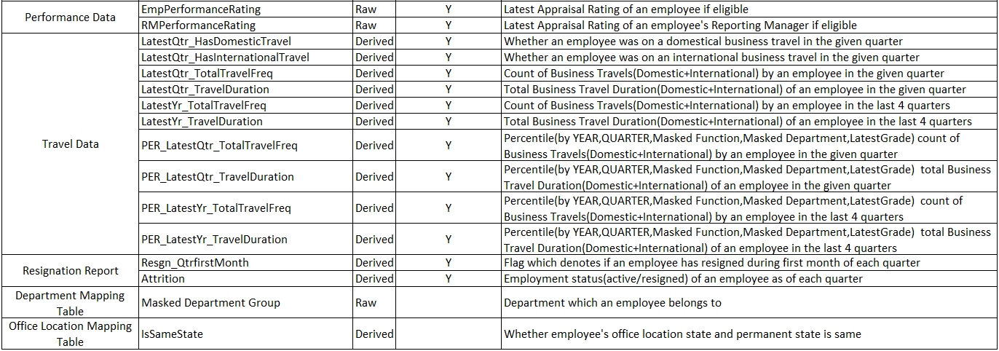 Performance Data
EmpPerformanceRating Raw Y Latest Appraisal Rating of an employee if eligible
RMPerformanceRating Raw Y Latest Appraisal Rating of an employee's Reporting Manager if eligible
Travel Data
LatestQtr_HasDomesticTravel Derived Y Whether an employee was on a domestical business travel in the given quarter
LatestQtr_HasInternationalTravel Derived Y Whether an employee was on an international business travel in the given quarter
LatestQtr_TotalTravelFreq Derived Y Count of Business Travels(Domestic+International) by an employee in the given quarter
LatestQtr_TravelDuration Derived Y Total Business Travel Duration(Domestic+International) of an employee in the given quarter
LatestYr_TotalTravelFreq Derived Y Count of Business Travels(Domestic+International) by an employee in the last 4 quarters
LatestYr_TravelDuration Derived Y Total Business Travel Duration(Domestic+International) of an employee in the last 4 quarters
PER_LatestQtr_TotalTravelFreq Derived Y Percentile(by YEAR,QUARTER,Masked Function,Masked Department,LatestGrade) count of
Business Travels(Domestic+International) by an employee in the given quarter
PER_LatestQtr_TravelDuration Derived Y Percentile(by YEAR,QUARTER,Masked Function,Masked Department,LatestGrade) total Business
Travel Duration(Domestic+International) of an employee in the given quarter
PER_LatestYr_TotalTravelFreq Derived Y Percentile(by YEAR,QUARTER,Masked Function,Masked Department,LatestGrade) count of
Business Travels(Domestic+International) by an employee in the last 4 quarters
PER_LatestYr_TravelDuration Derived Y Percentile(by YEAR,QUARTER,Masked Function,Masked Department,LatestGrade) total Business
Travel Duration(Domestic+International) of an employee in the last 4 quarters
Resignation Report
Resgn_QtrfirstMonth Derived Y Flag which denotes if an employee has resigned during first month of each quarter
Attrition Derived Y Employment status(active/resigned) of an employee as of each quarter
Department Mapping
Table
Masked Department Group Raw Department which an employee belongs to
Office Location Mapping
Table
IsSameState Derived Whether employee's office location state and permanent state is same